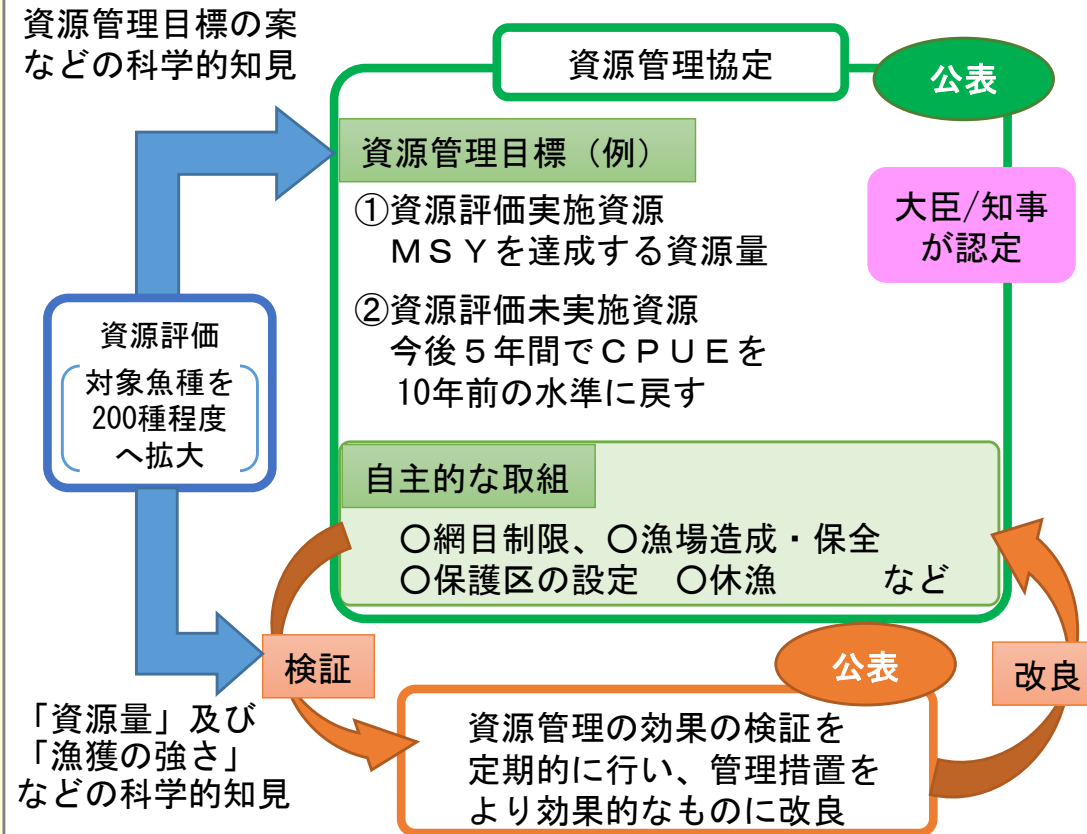 資源管理目標の案
などの科学的知見
資源管理協定
公表
資源管理目標（例）
①資源評価実施資源
ＭＳＹを達成する資源量
②資源評価未実施資源
今後５年間でＣＰＵＥを
10年前の水準に戻す
大臣/知事
が認定
資源評価
対象魚種を
200種程度
へ拡大
自主的な取組
〇網目制限、〇漁場造成・保全
〇保護区の設定　〇休漁　　　など
検証
公表
改良
「資源量」及び
「漁獲の強さ」
などの科学的知見
資源管理の効果の検証を
定期的に行い、管理措置を
より効果的なものに改良